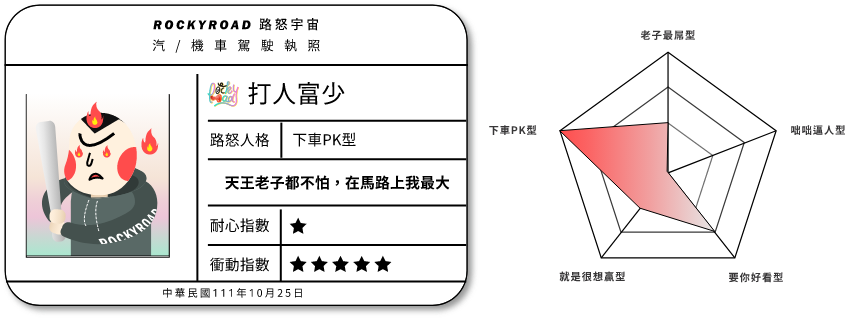 ROCKYROAD 路怒宇宙
汽/機車駕駛執照
Rocky Road
打人富少
路怒人格
下車PK型
天王老子都不怕，在馬路上我最大
耐心指數
★
衝動指數
★★★★★
ROCKYROAD
中華民國111年10月25日
老子最屌型
下車PK型
咄咄逼人型
就是很想贏型
要你好看型